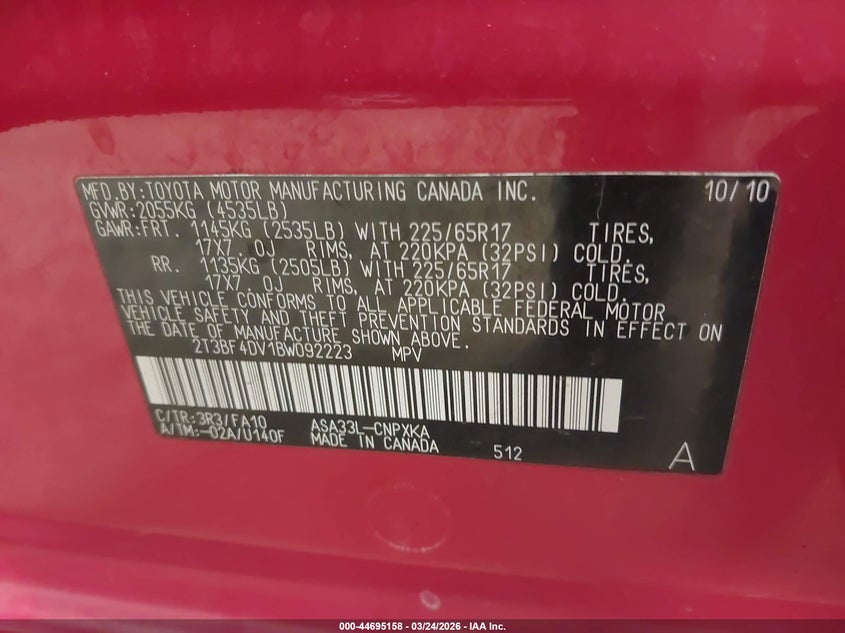 MFD.BY:TOYOTA MOTOR MANUFACTURING CANADA INC. 10/10
GVWR:2055KG (4535LB)
GAWR:FRT. 1145KG (2535LB) WITH 225/65R17 TIRES,
17X7.0J RIMS, AT 220KPA (32PSI) COLD.
RR. 1135KG (2505LB) WITH 225/65R17 TIRES,
17X7.0J RIMS, AT 220KPA (32PSI) COLD.
THIS VEHICLE CONFORMS TO ALL APPLICABLE FEDERAL MOTOR
VEHICLE SAFETY AND THEFT PREVENTION STANDARDS IN EFFECT ON
THE DATE OF MANUFACTURE SHOWN ABOVE.
2T3BF4DV1BW092223 MPV
C/TR:3R3/FA10 ASA33L-CNPXKA
A/TM:-02A/U140F MADE IN CANADA 512 A
000-44695158 - 03/24/2026 - IAA Inc.